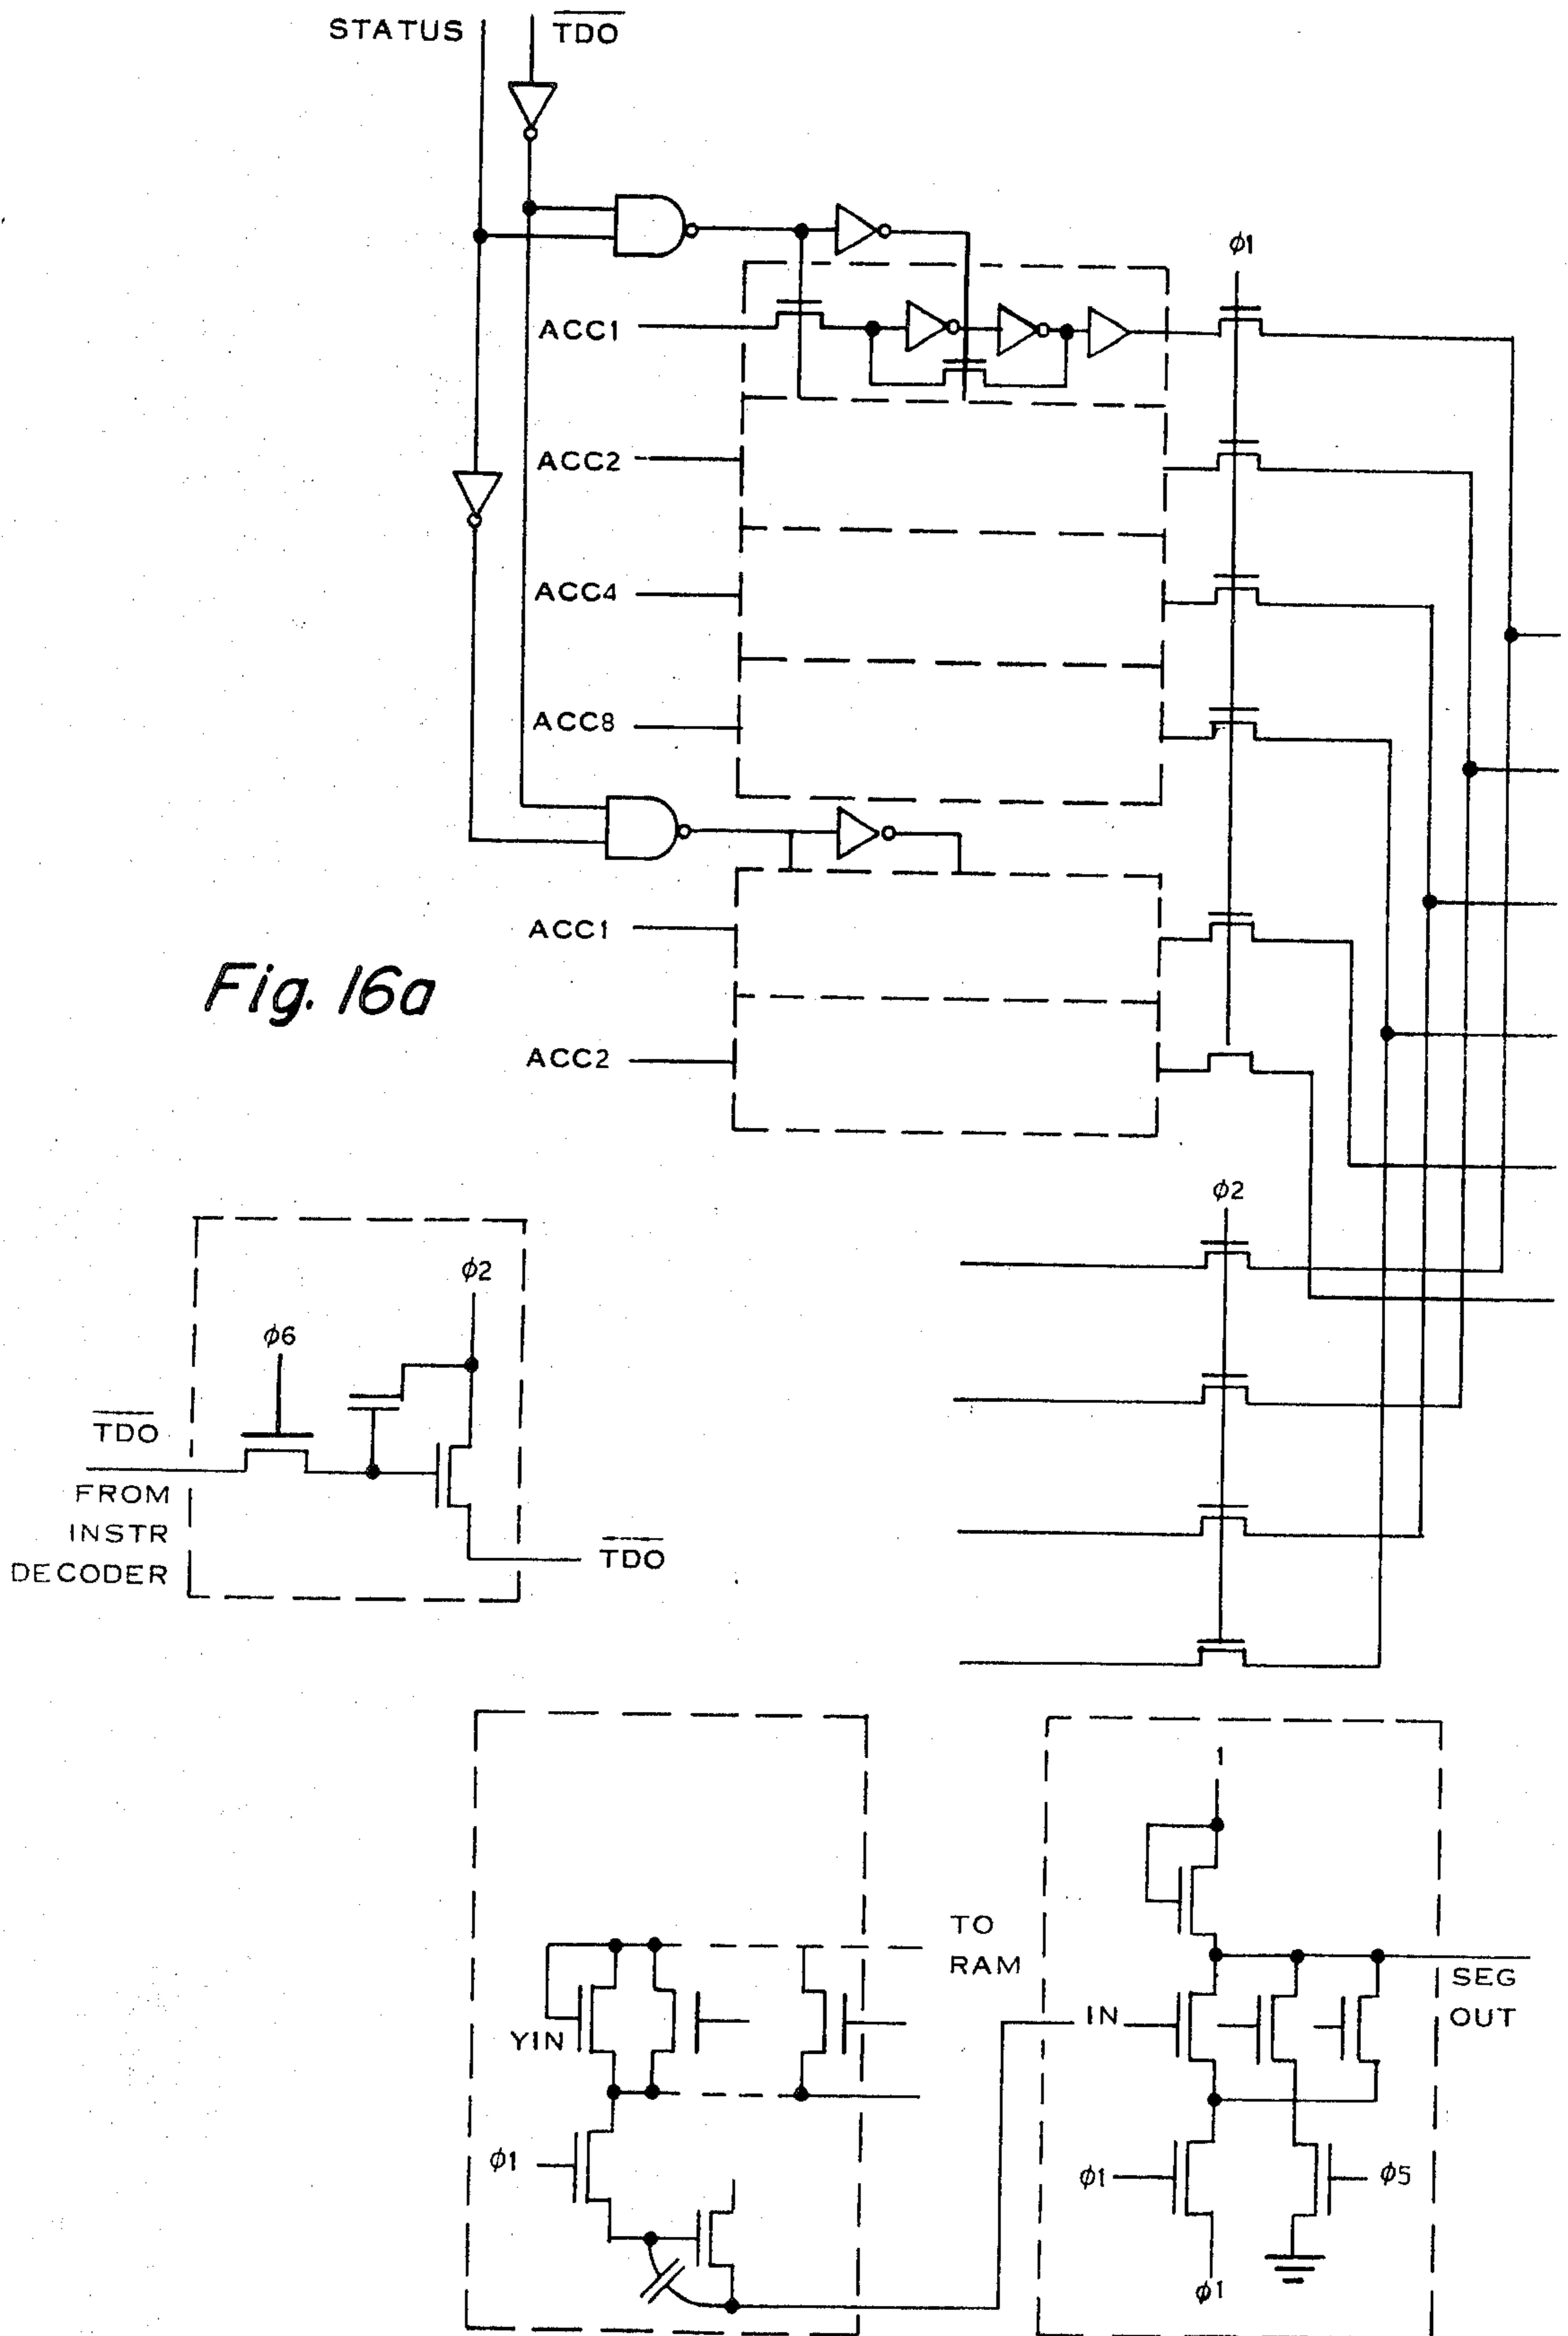 STATUS
TDO
φ1
ACC1
ACC2
ACC4
ACC8
ACC1
Fig. 16a
ACC2
φ2
φ2
φ6
TDO
FROM
INSTR
DECODER
TDO
1
TO
RAM
SEG
OUT
IN
YIN
φ1
φ1
φ5
φ1